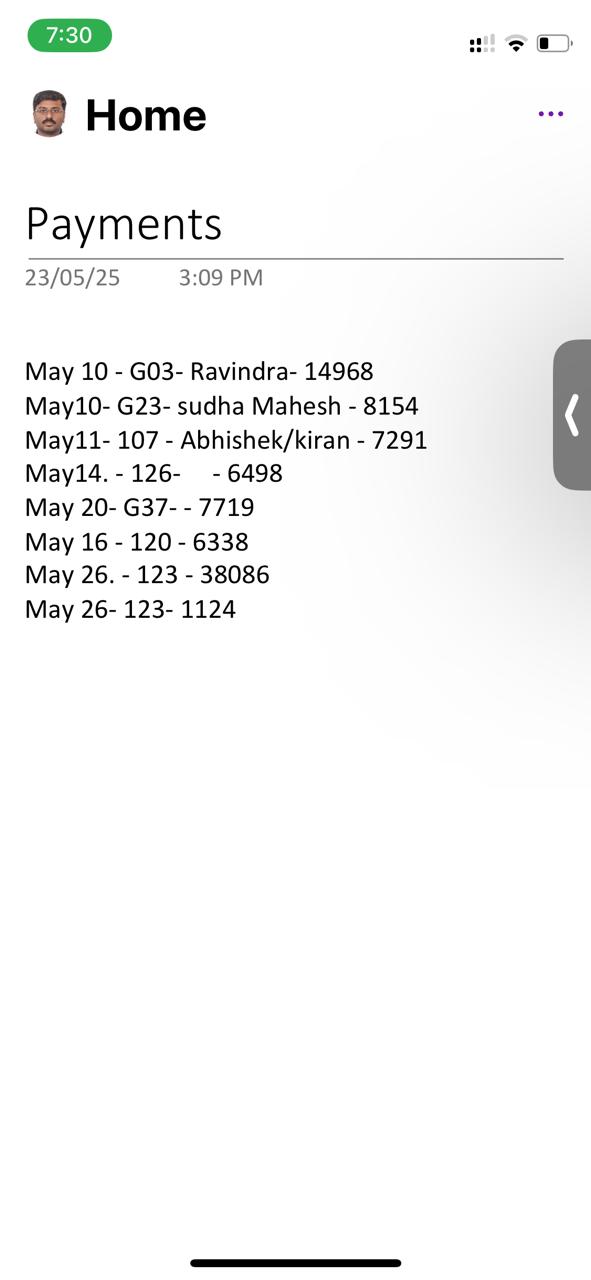 7:30
Home
Payments
23/05/25 3:09 PM
May 10 - G03- Ravindra- 14968
May10- G23- sudha Mahesh - 8154
May11- 107 - Abhishek/kiran - 7291
May14. - 126- - 6498
May 20- G37- - 7719
May 16 - 120 - 6338
May 26. - 123 - 38086
May 26- 123- 1124